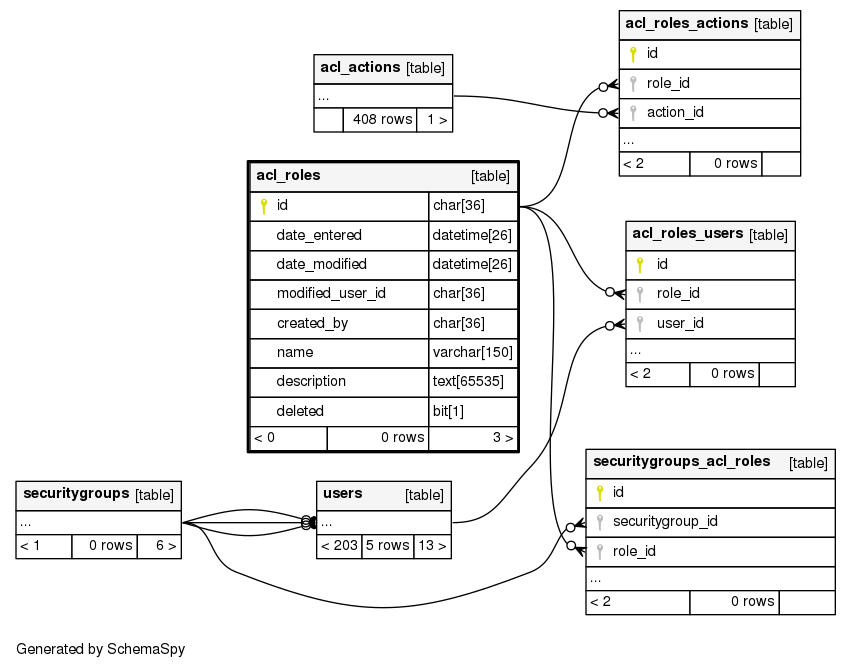 acl_roles_actions [table]
id
role_id
action_id
...
< 2 0 rows
acl_actions [table]
...
408 rows 1 >
acl_roles [table]
id char[36]
date_entered datetime[26]
date_modified datetime[26]
modified_user_id char[36]
created_by char[36]
name varchar[150]
description text[65535]
deleted bit[1]
< 0 0 rows 3 >
acl_roles_users [table]
id
role_id
user_id
...
< 2 0 rows
securitygroups_acl_roles [table]
id
securitygroup_id
role_id
...
< 2 0 rows
securitygroups [table]
...
< 1 0 rows 6 >
users [table]
...
< 203 5 rows 13 >
Generated by SchemaSpy